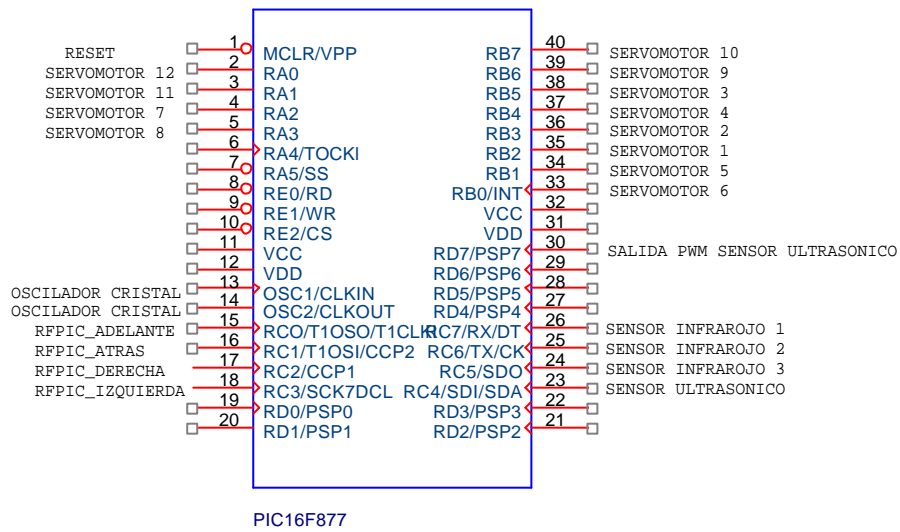 RESET 1 MCLR/VPP RB7 40 SERVOMOTOR 10
SERVOMOTOR 12 2 RA0 RB6 39 SERVOMOTOR 9
SERVOMOTOR 11 3 RA1 RB5 38 SERVOMOTOR 3
SERVOMOTOR 7 4 RA2 RB4 37 SERVOMOTOR 4
SERVOMOTOR 8 5 RA3 RB3 36 SERVOMOTOR 2
6 RA4/TOCKI RB2 35 SERVOMOTOR 1
7 RA5/SS RB1 34 SERVOMOTOR 5
8 RE0/RD RB0/INT 33 SERVOMOTOR 6
9 RE1/WR VCC 32
10 RE2/CS VDD 31
11 VCC RD7/PSP7 30 SALIDA PWM SENSOR ULTRASONICO
12 VDD RD6/PSP6 29
OSCILADOR CRISTAL 13 OSC1/CLKIN RD5/PSP5 28
OSCILADOR CRISTAL 14 OSC2/CLKOUT RD4/PSP4 27
RFPIC_ADELANTE 15 RCO/T1OSO/T1CLKI RC7/RX/DT 26 SENSOR INFRAROJO 1
RFPIC_ATRAS 16 RC1/T1OSI/CCP2 RC6/TX/CK 25 SENSOR INFRAROJO 2
RFPIC_DERECHA 17 RC2/CCP1 RC5/SDO 24 SENSOR INFRAROJO 3
RFPIC_IZQUIERDA 18 RC3/SCK7DCL RC4/SDI/SDA 23 SENSOR ULTRASONICO
19 RD0/PSP0 RD3/PSP3 22
20 RD1/PSP1 RD2/PSP2 21
PIC16F877